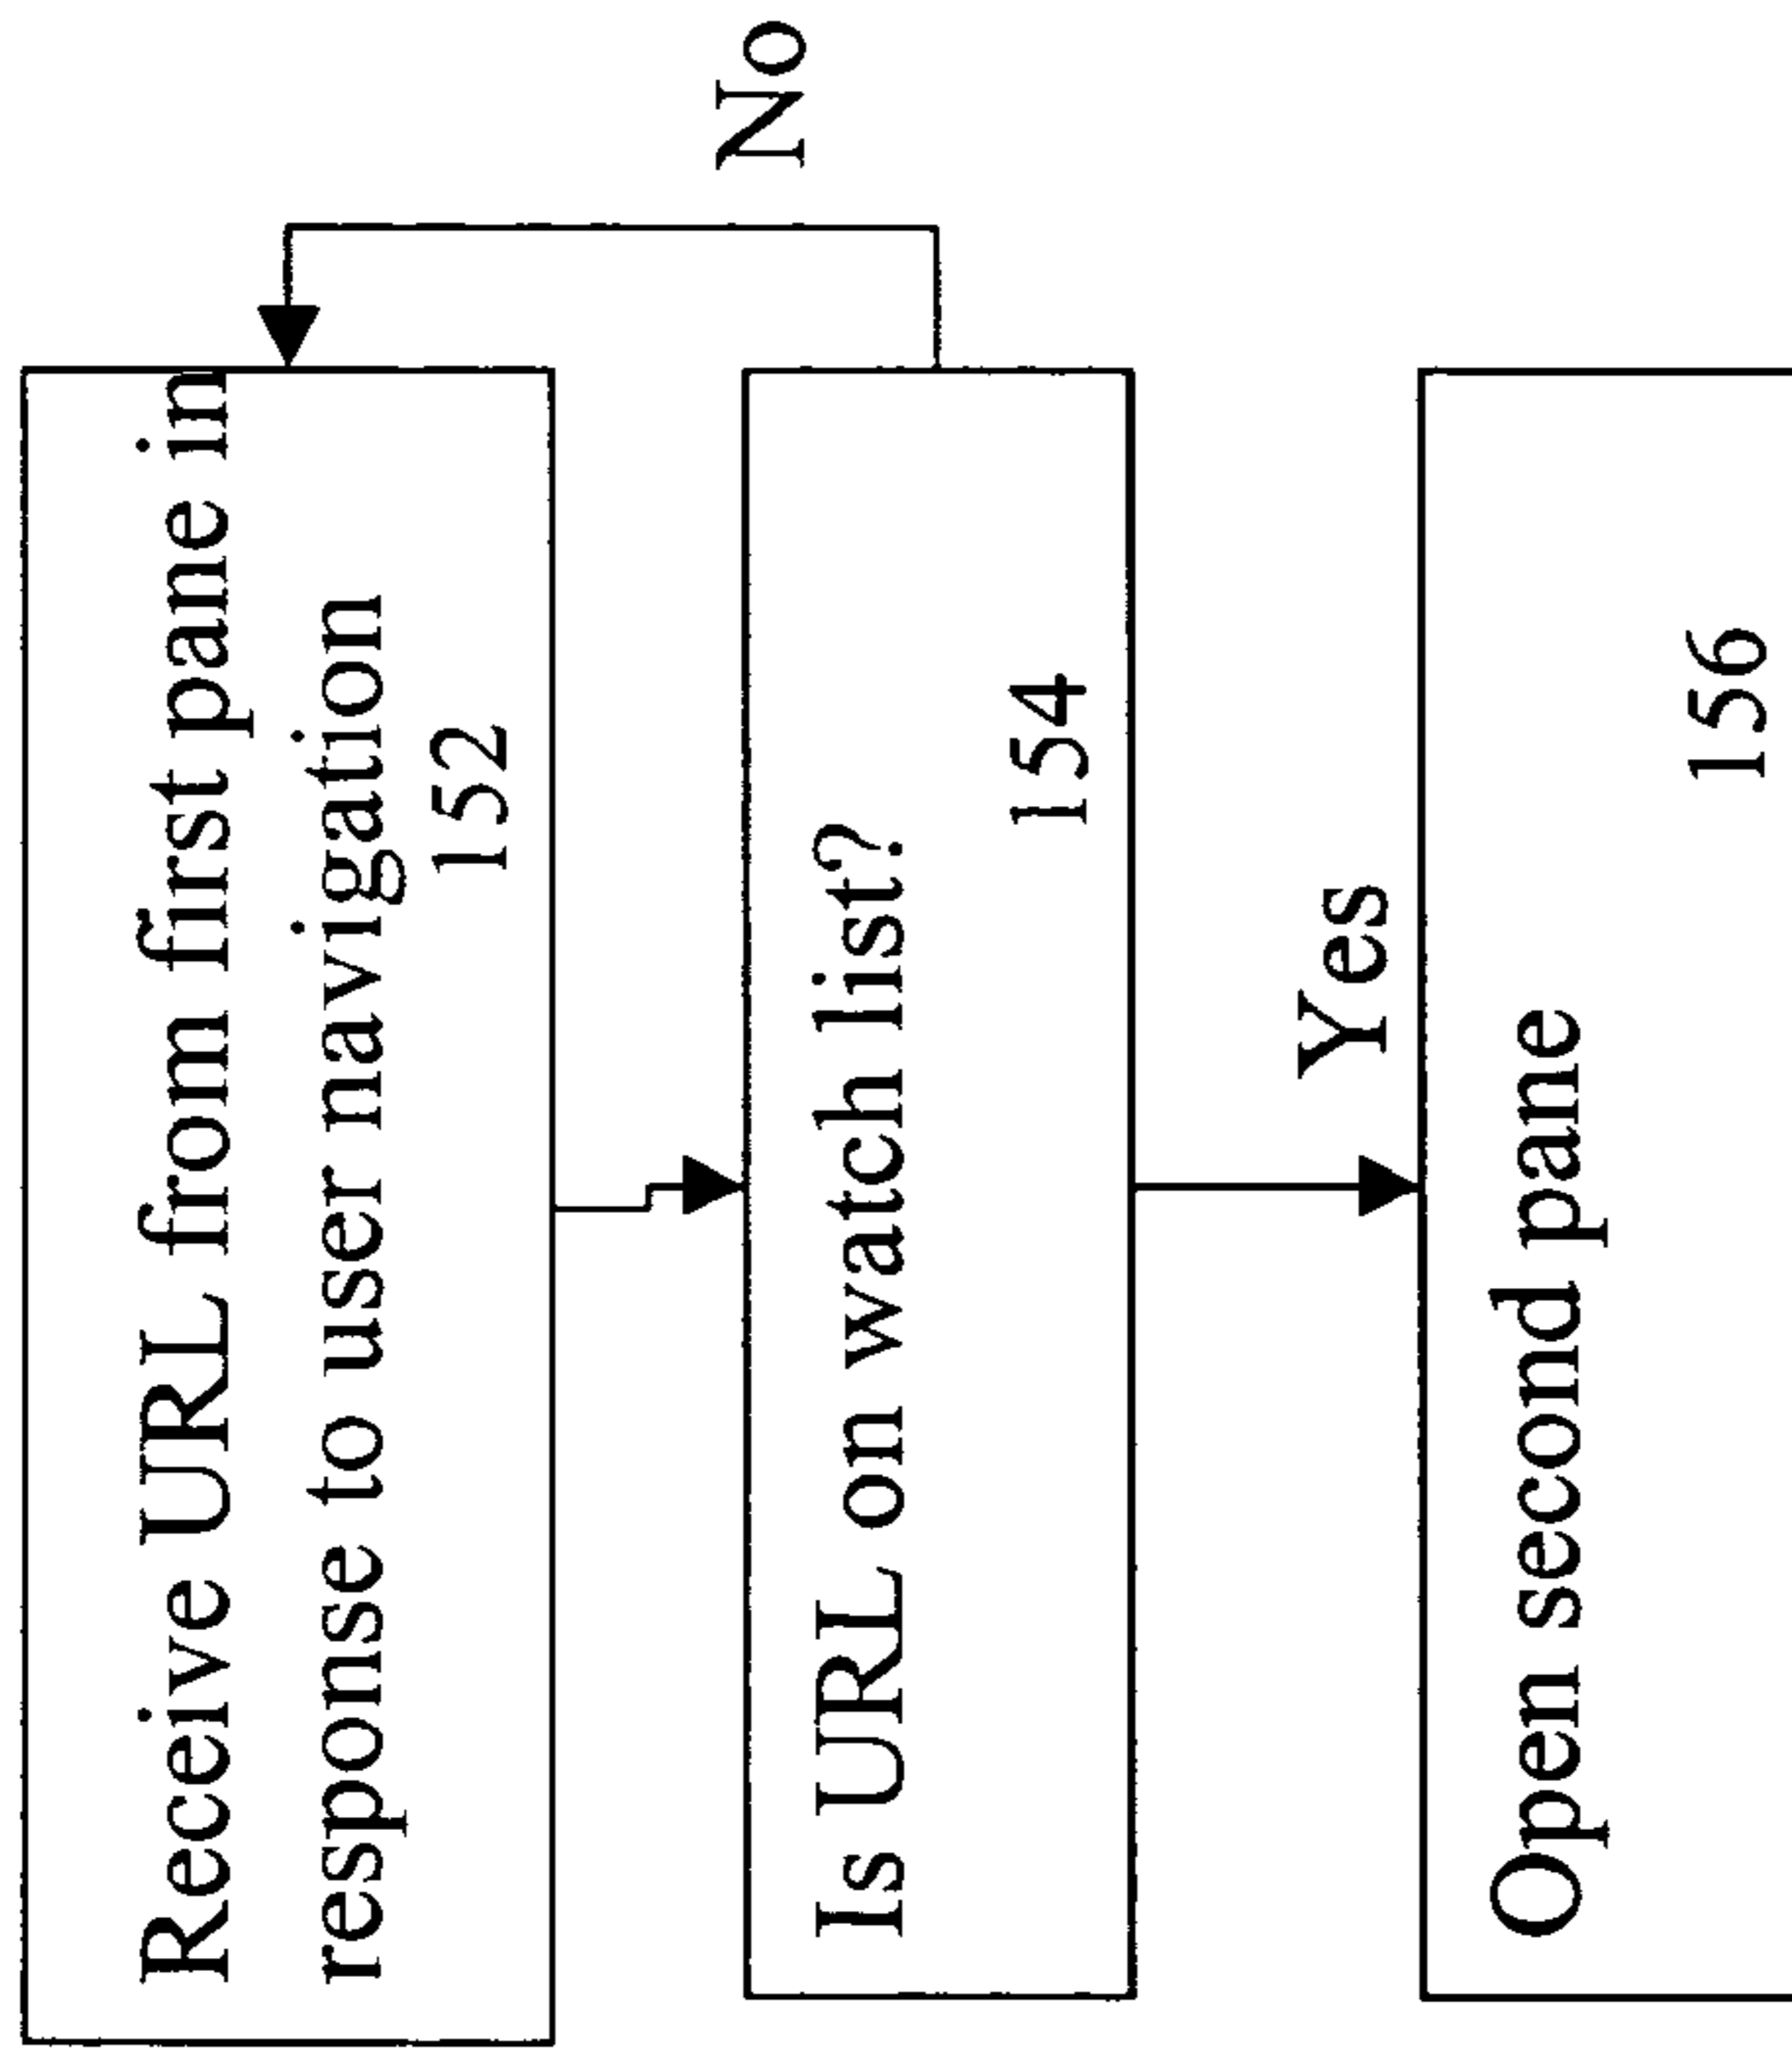 Receive URL from first pane in
response to user navigation
152
No
Is URL on watch list?
154
Yes
Open second pane
156